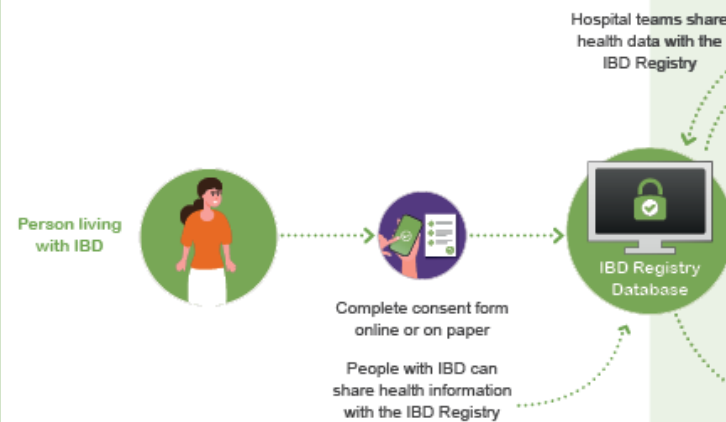 Hospital teams share
health data with the
IBD Registry
Person living
with IBD
IBD Registry
Database
Complete consent form
online or on paper
People with IBD can
share health information
with the IBD Registry